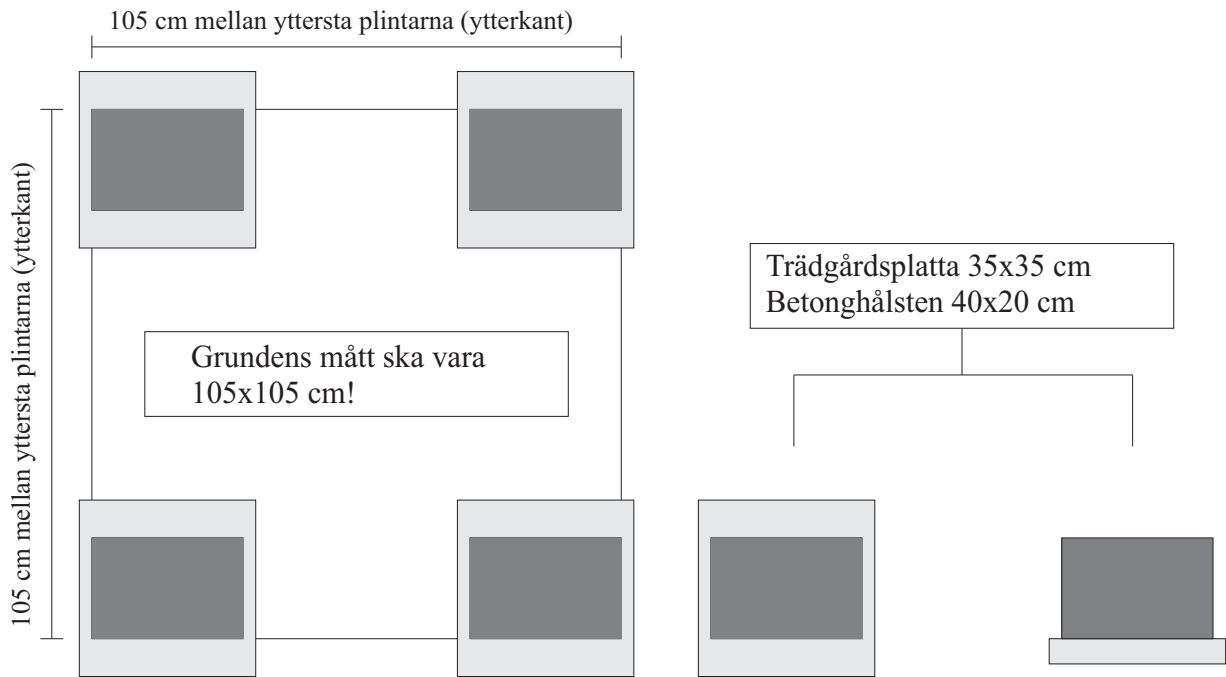 105 cm mellan yttersta plintarna (ytterkant)
105 cm mellan yttersta plintarna (ytterkant)
Trädgårdsplatta 35x35 cm
Betonghålsten 40x20 cm
Grundens mått ska vara
105x105 cm!